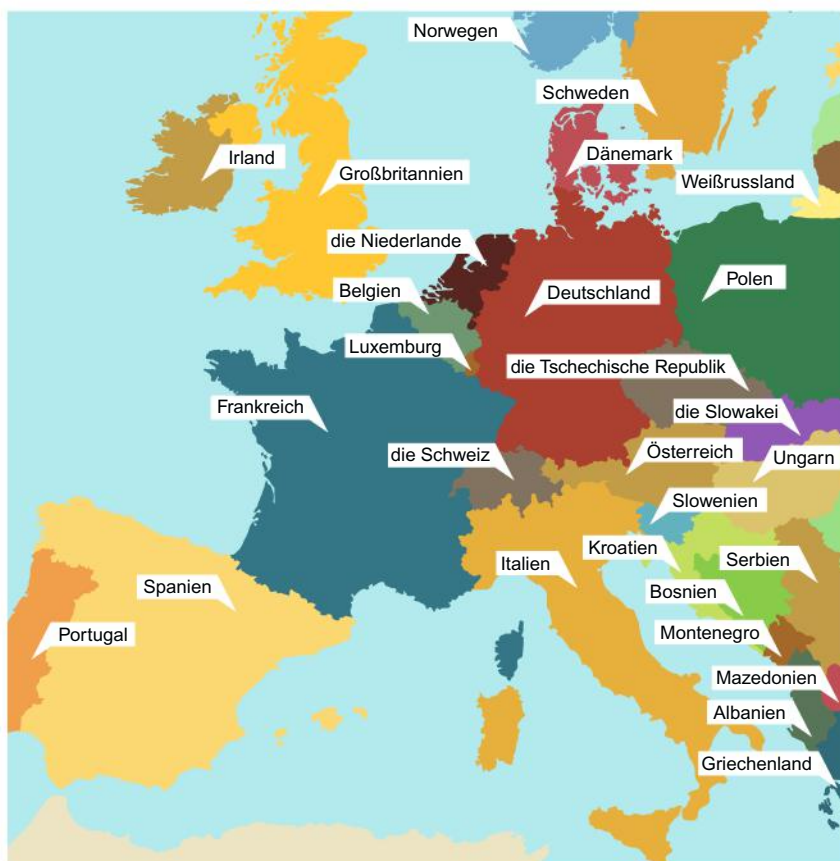 Norwegen
Schweden
Irland
Dänemark
Großbritannien
Weißrussland
die Niederlande
Belgien
Deutschland
Polen
Luxemburg
die Tschechische Republik
Frankreich
die Slowakei
die Schweiz
Österreich
Ungarn
Slowenien
Kroatien
Italien
Serbien
Spanien
Bosnien
Portugal
Montenegro
Mazedonien
Albanien
Griechenland